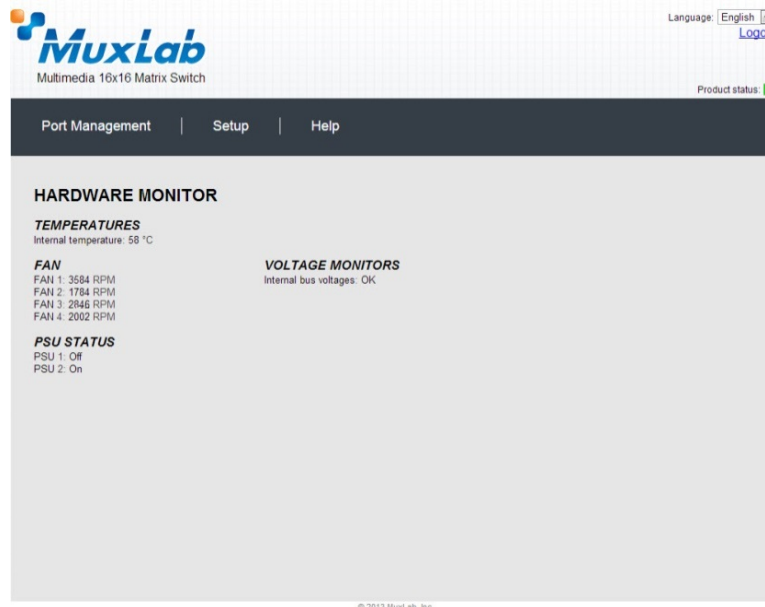 Language: English
MuxLab
Multimedia 16x16 Matrix Switch
Product status:
Port Management | Setup | Help
HARDWARE MONITOR
TEMPERATURES
Internal temperature: 58 °C
FAN
FAN 1: 3584 RPM
FAN 2: 1784 RPM
FAN 3: 2846 RPM
FAN 4: 2002 RPM
VOLTAGE MONITORS
Internal bus voltages: OK
PSU STATUS
PSU 1: Off
PSU 2: On